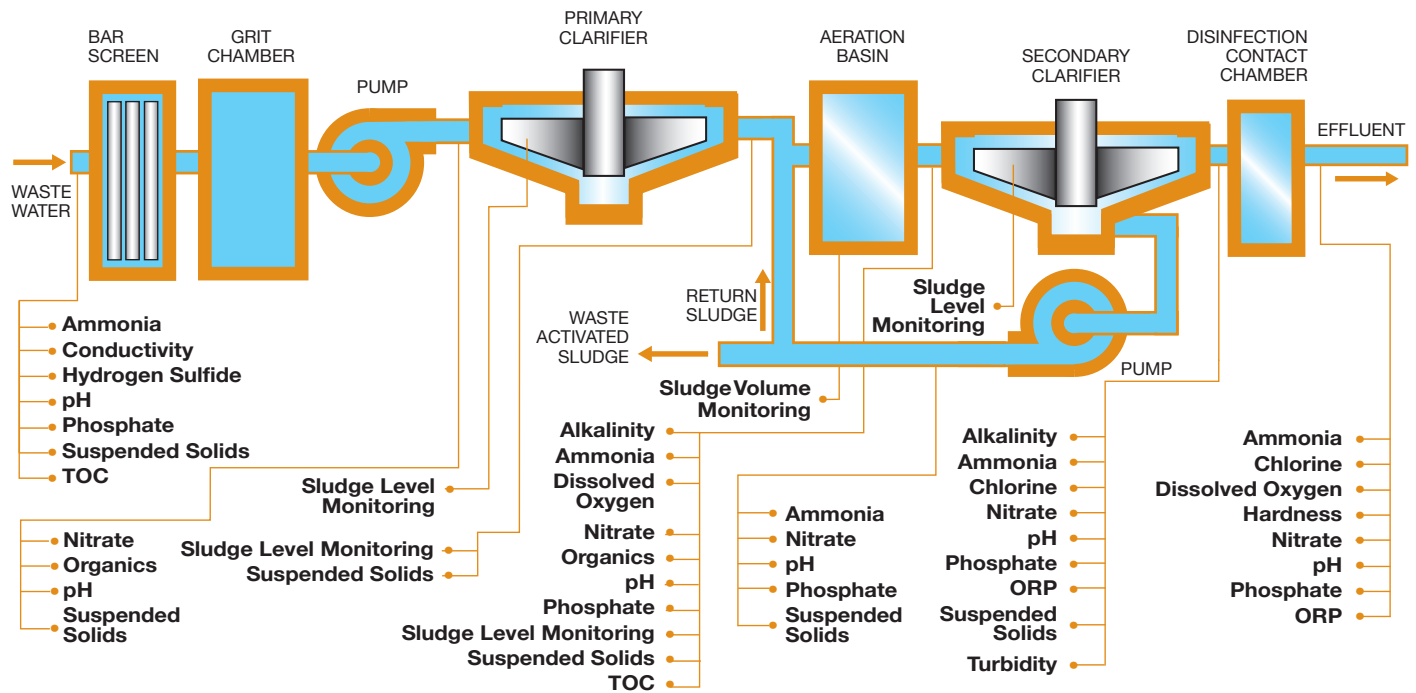 BAR
SCREEN
GRIT
CHAMBER
PUMP
PRIMARY
CLARIFIER
AERATION
BASIN
SECONDARY
CLARIFIER
DISINFECTION
CONTACT
CHAMBER
EFFLUENT
WASTE
WATER
RETURN
SLUDGE
WASTE
ACTIVATED
SLUDGE
Sludge
Level
Monitoring
PUMP
Sludge Volume
Monitoring
Ammonia
Conductivity
Hydrogen Sulfide
pH
Phosphate
Suspended Solids
TOC
Nitrate
Organics
pH
Suspended
Solids
Sludge Level
Monitoring
Sludge Level Monitoring
Suspended Solids
Alkalinity
Ammonia
Dissolved
Oxygen
Nitrate
Organics
pH
Phosphate
Sludge Level Monitoring
Suspended Solids
TOC
Ammonia
Nitrate
pH
Phosphate
Suspended
Solids
Alkalinity
Ammonia
Chlorine
Nitrate
pH
Phosphate
ORP
Suspended
Solids
Turbidity
Ammonia
Chlorine
Dissolved Oxygen
Hardness
Nitrate
pH
Phosphate
ORP